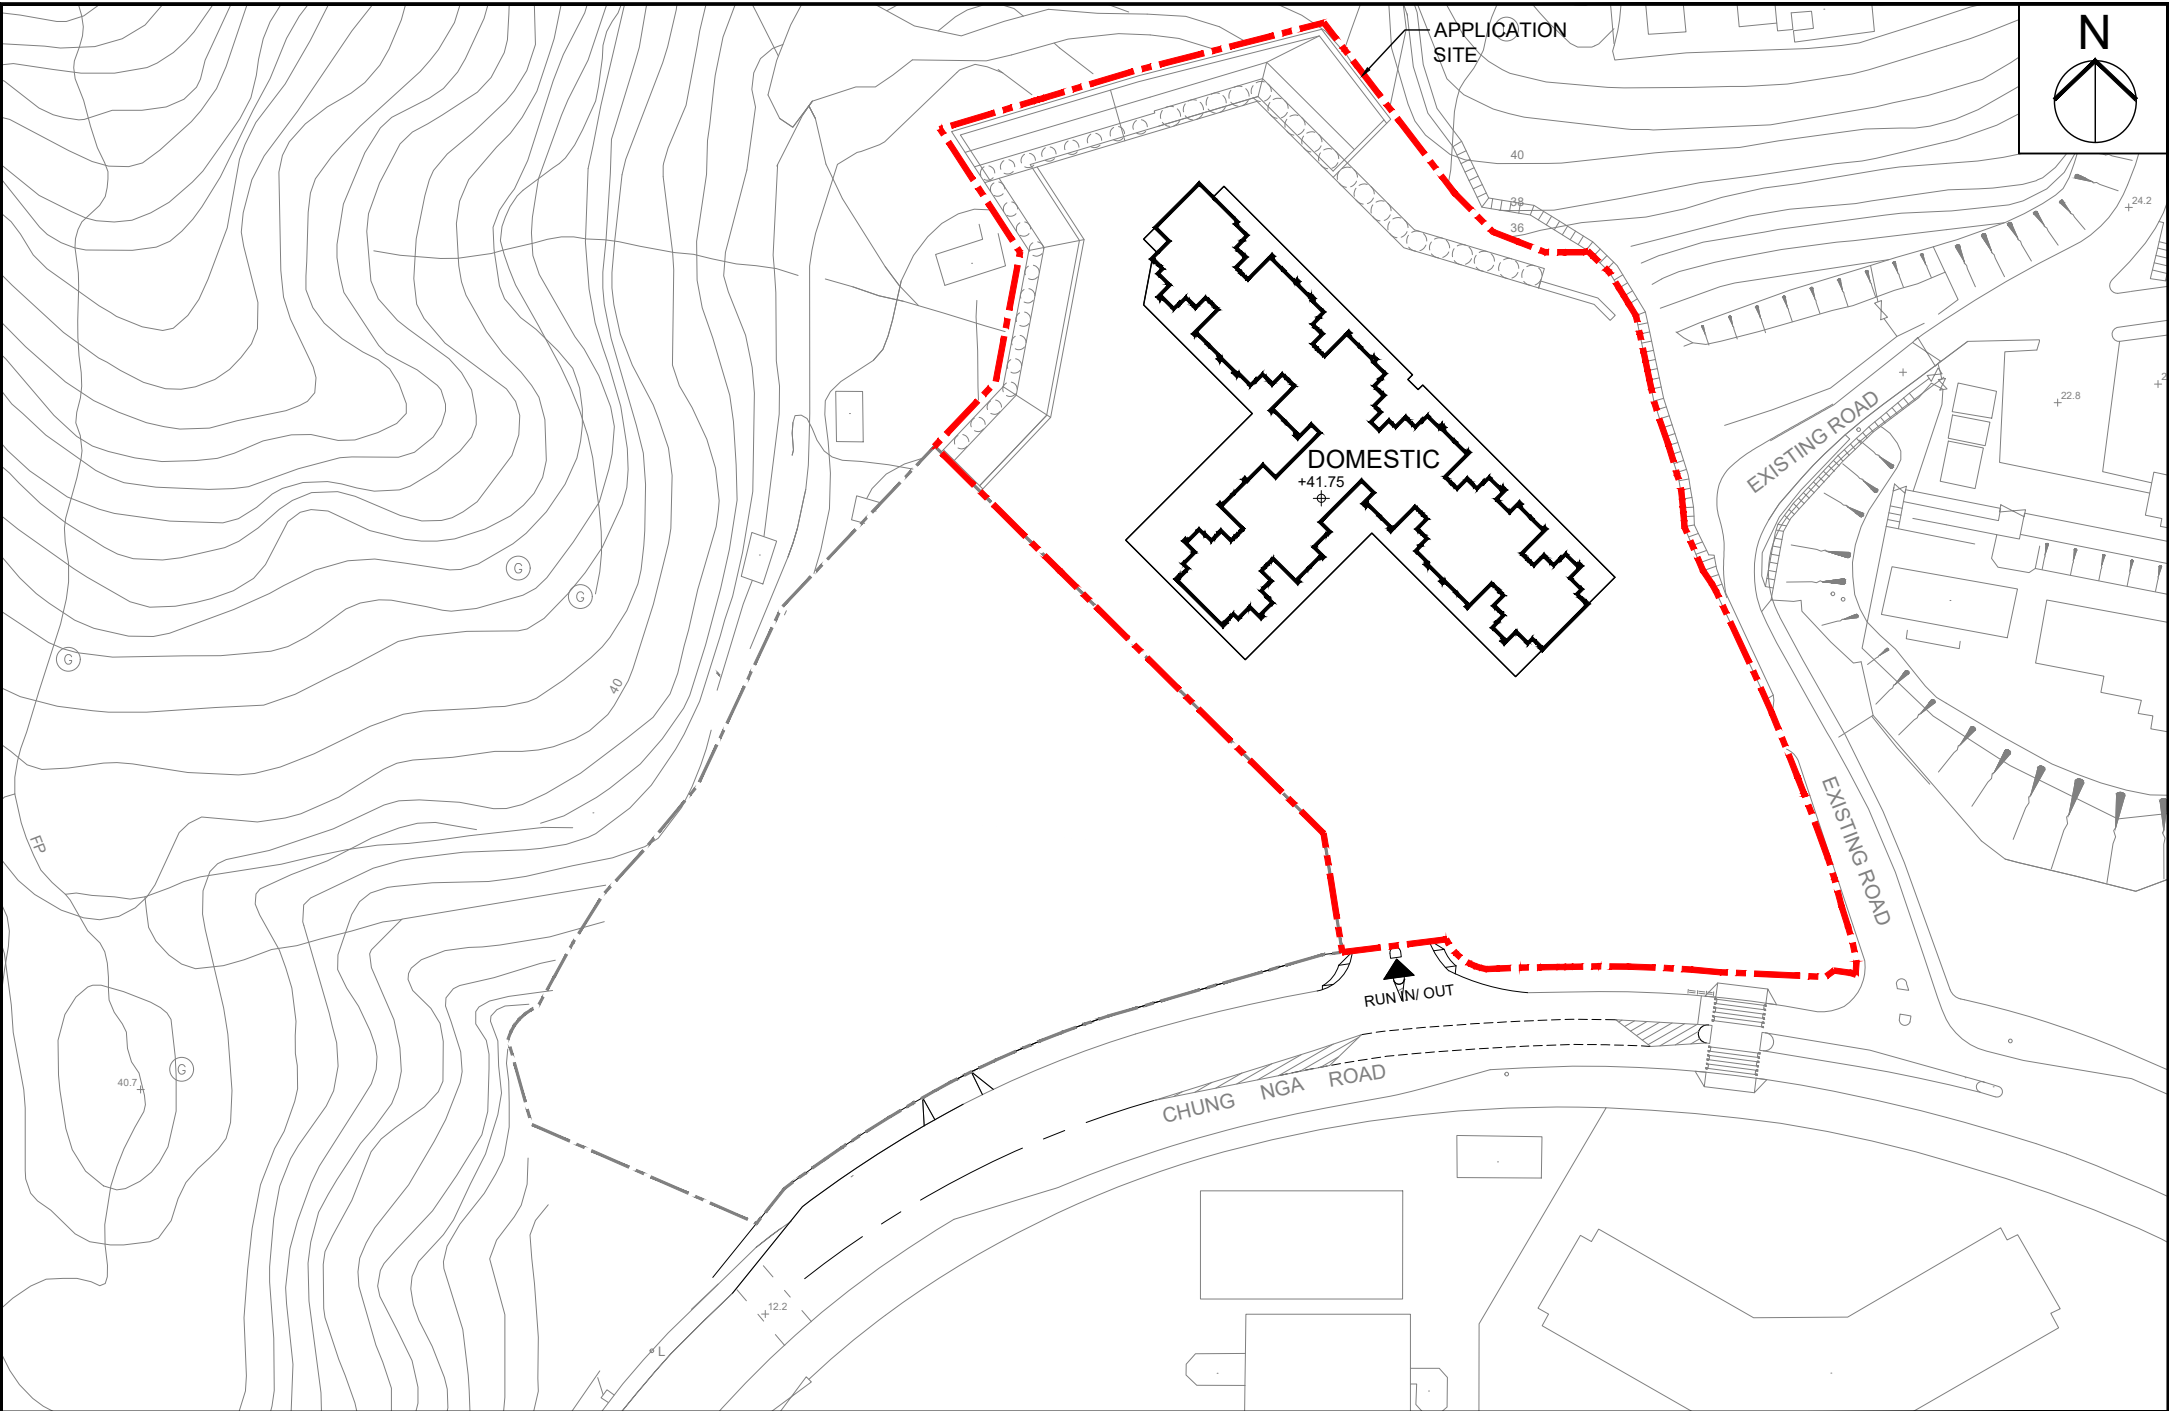 APPLICATION
SITE
N
40
38
36
24.2
22.8
EXISTING ROAD
DOMESTIC
+41.75
G
G
G
40
FP
EXISTING ROAD
RUN IN/ OUT
CHUNG NGA ROAD
40.7
G
12.2
L